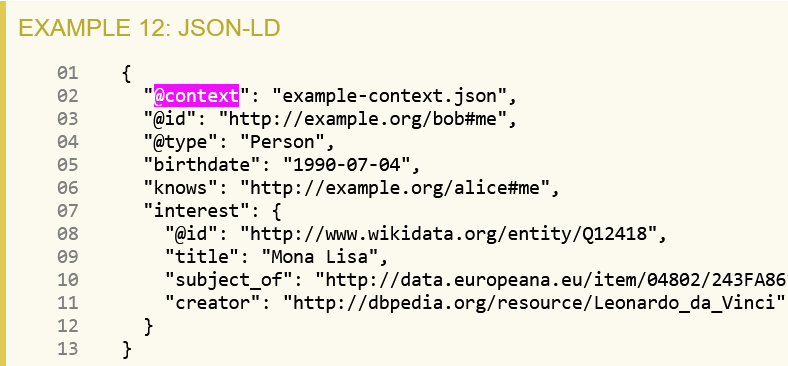 EXAMPLE 12: JSON-LD
01 {
02 "@context": "example-context.json",
03 "@id": "http://example.org/bob#me",
04 "@type": "Person",
05 "birthdate": "1990-07-04",
06 "knows": "http://example.org/alice#me",
07 "interest": {
08 "@id": "http://www.wikidata.org/entity/Q12418",
09 "title": "Mona Lisa",
10 "subject_of": "http://data.europeana.eu/item/04802/243FA86
11 "creator": "http://dbpedia.org/resource/Leonardo_da_Vinci"
12 }
13 }